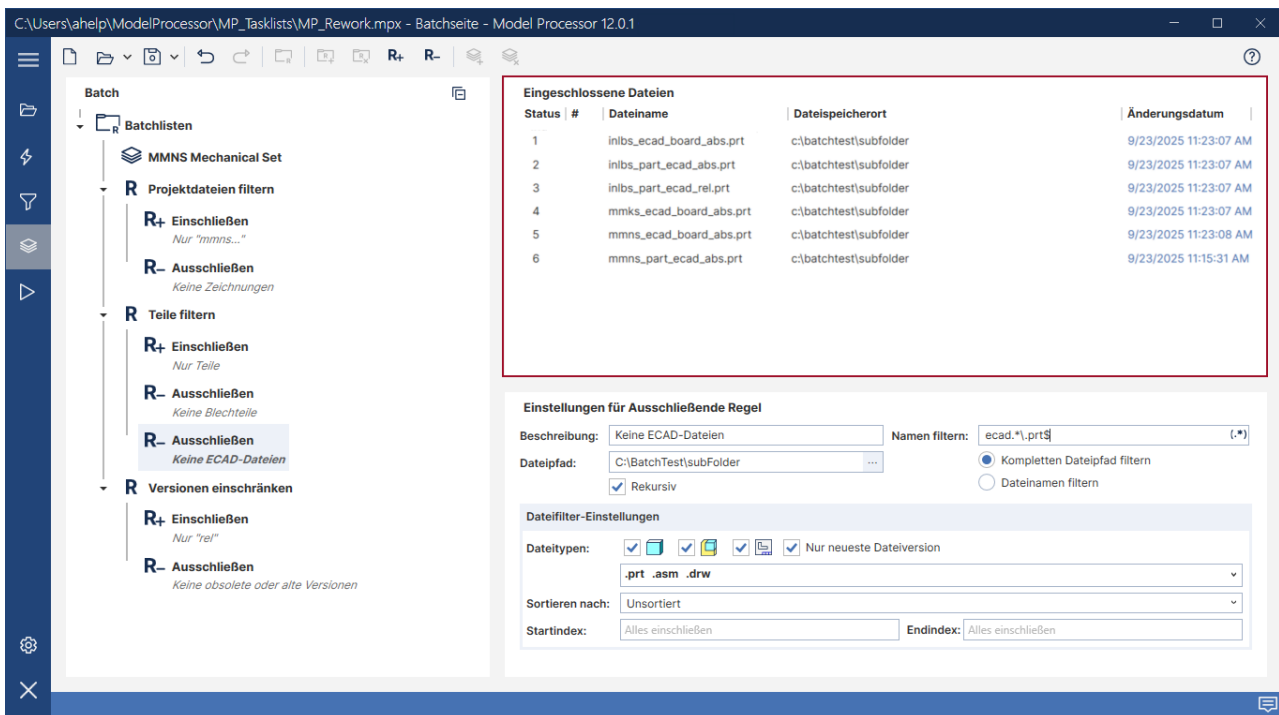 C:\Users\ahelp\ModelProcessor\MP_Tasklists\MP_Rework.mpx - Batchseite - Model Processor 12.0.1
R+ R–
Batch
R Batchlisten
MMNS Mechanical Set
R Projektdateien filtern
R+ Einschließen
Nur "mmns..."
R– Ausschließen
Keine Zeichnungen
R Teile filtern
R+ Einschließen
Nur Teile
R– Ausschließen
Keine Blechteile
R– Ausschließen
Keine ECAD-Dateien
R Versionen einschränken
R+ Einschließen
Nur "rel"
R– Ausschließen
Keine obsolete oder alte Versionen
Eingeschlossene Dateien
Status # Dateiname Dateispeicherort Änderungsdatum
1 inlbs_ecad_board_abs.prt c:\batchtest\subfolder 9/23/2025 11:23:07 AM
2 inlbs_part_ecad_abs.prt c:\batchtest\subfolder 9/23/2025 11:23:07 AM
3 inlbs_part_ecad_rel.prt c:\batchtest\subfolder 9/23/2025 11:23:07 AM
4 mmks_ecad_board_abs.prt c:\batchtest\subfolder 9/23/2025 11:23:07 AM
5 mmns_ecad_board_abs.prt c:\batchtest\subfolder 9/23/2025 11:23:08 AM
6 mmns_part_ecad_abs.prt c:\batchtest\subfolder 9/23/2025 11:15:31 AM
Einstellungen für Ausschließende Regel
Beschreibung: Keine ECAD-Dateien Namen filtern: ecad.*\.prt$ (.*)
Dateipfad: C:\BatchTest\subFolder ... Kompletten Dateipfad filtern
Rekursiv Dateinamen filtern
Dateifilter-Einstellungen
Dateitypen: Nur neueste Dateiversion
.prt .asm .drw
Sortieren nach: Unsortiert
Startindex: Alles einschließen Endindex: Alles einschließen